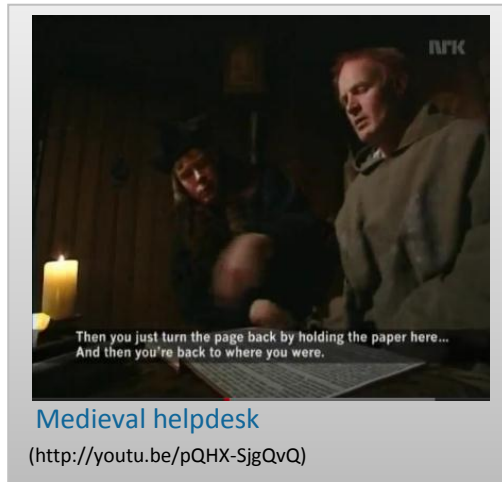 NRK
Then you just turn the page back by holding the paper here...
And then you're back to where you were.
Medieval helpdesk
(http://youtu.be/pQHX-SjgQvQ)